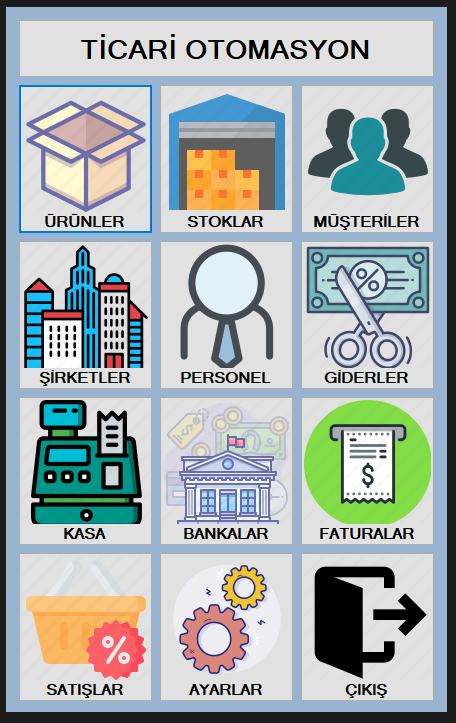 TİCARİ OTOMASYON
ÜRÜNLER
STOKLAR
MÜŞTERİLER
ŞİRKETLER
PERSONEL
GİDERLER
KASA
BANKALAR
FATURALAR
SATIŞLAR
AYARLAR
ÇIKIŞ